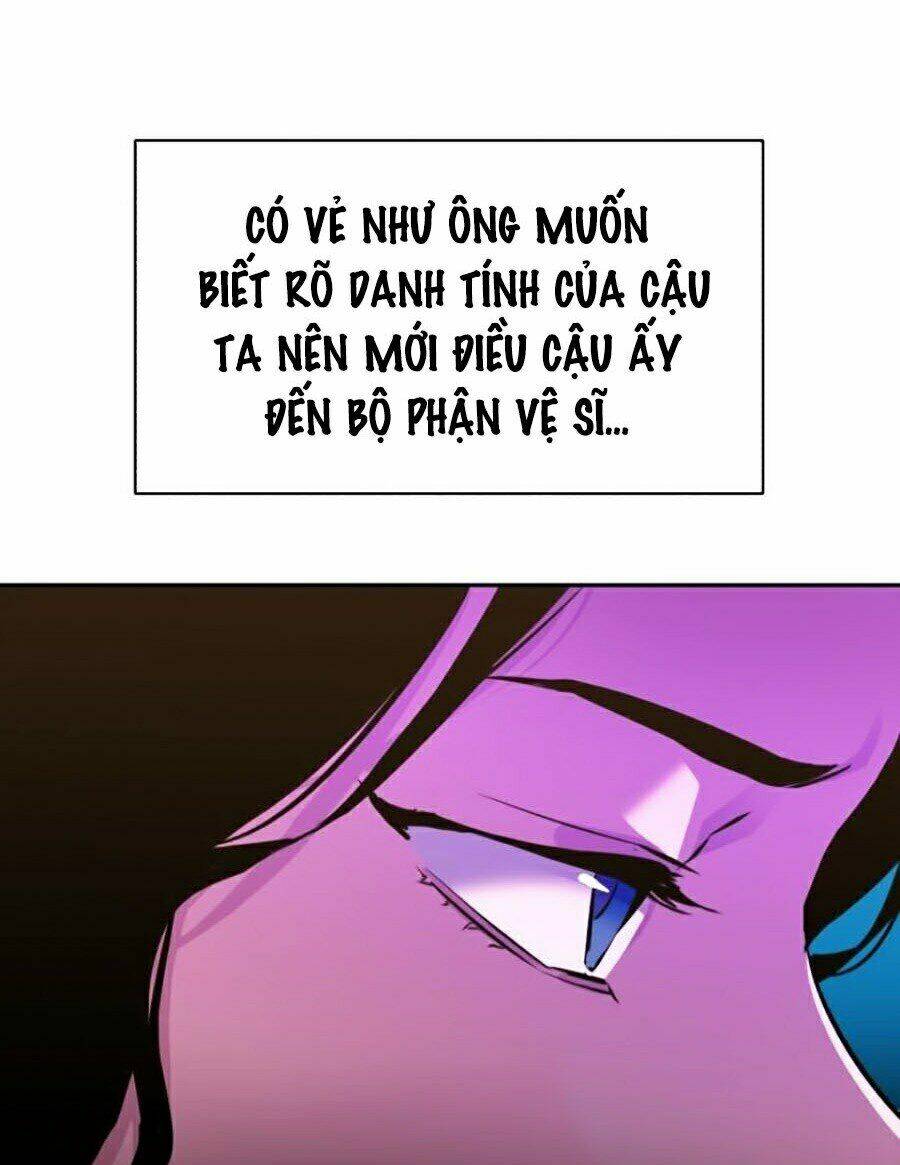 CÓ VẺ NHƯ ÔNG MUỐN
BIẾT RÕ DANH TÍNH CỦA CẬU
TA NÊN MỚI ĐIỀU CẬU ẤY
ĐẾN BỘ PHẬN VỆ SĨ...